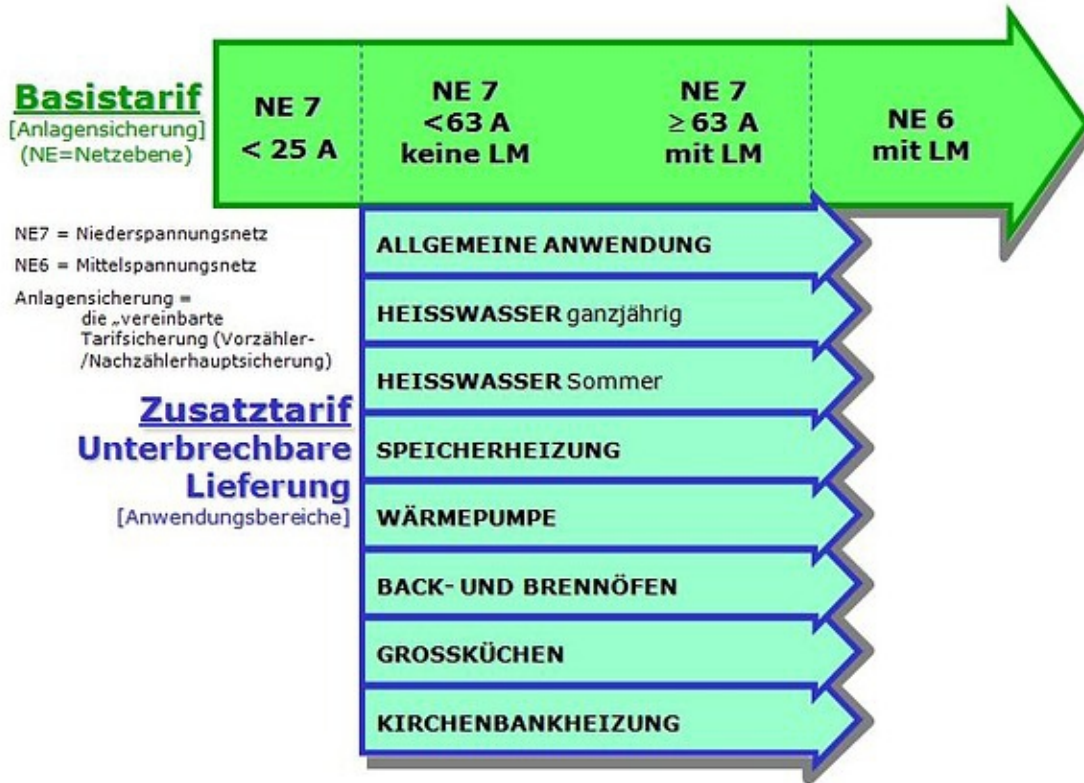 Basistarif
[Anlagensicherung]
(NE=Netzebene)
NE 7
< 25 A
NE 7
<63 A
keine LM
NE 7
≥ 63 A
mit LM
NE 6
mit LM
NE7 = Niederspannungsnetz
NE6 = Mittelspannungsnetz
Anlagensicherung =
die „vereinbarte
Tarifsicherung (Vorzähler-
/Nachzählerhauptsicherung)
Zusatztarif
Unterbrechbare
Lieferung
[Anwendungsbereiche]
ALLGEMEINE ANWENDUNG
HEISSWASSER ganzjährig
HEISSWASSER Sommer
SPEICHERHEIZUNG
WÄRMEPUMPE
BACK- UND BRENNÖFEN
GROSSKÜCHEN
KIRCHENBANKHEIZUNG